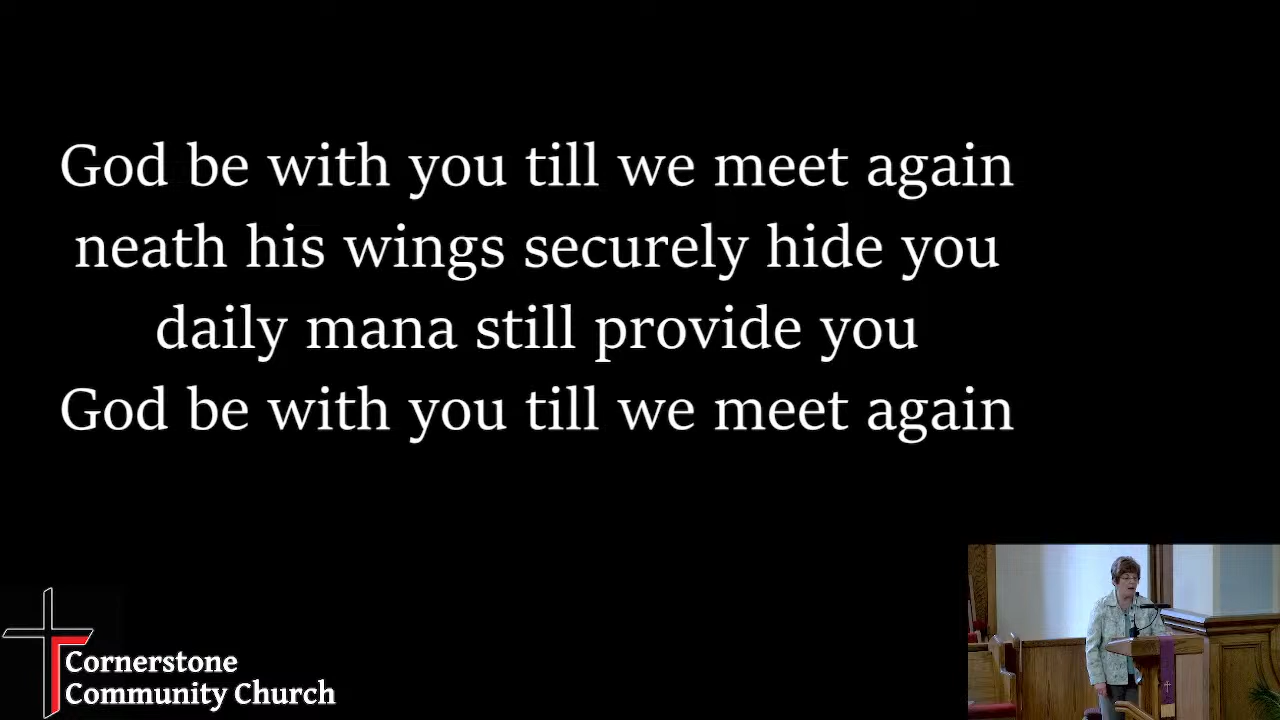 God be with you till we meet again
neath his wings securely hide you
daily mana still provide you
God be with you till we meet again
Cornerstone
Community Church